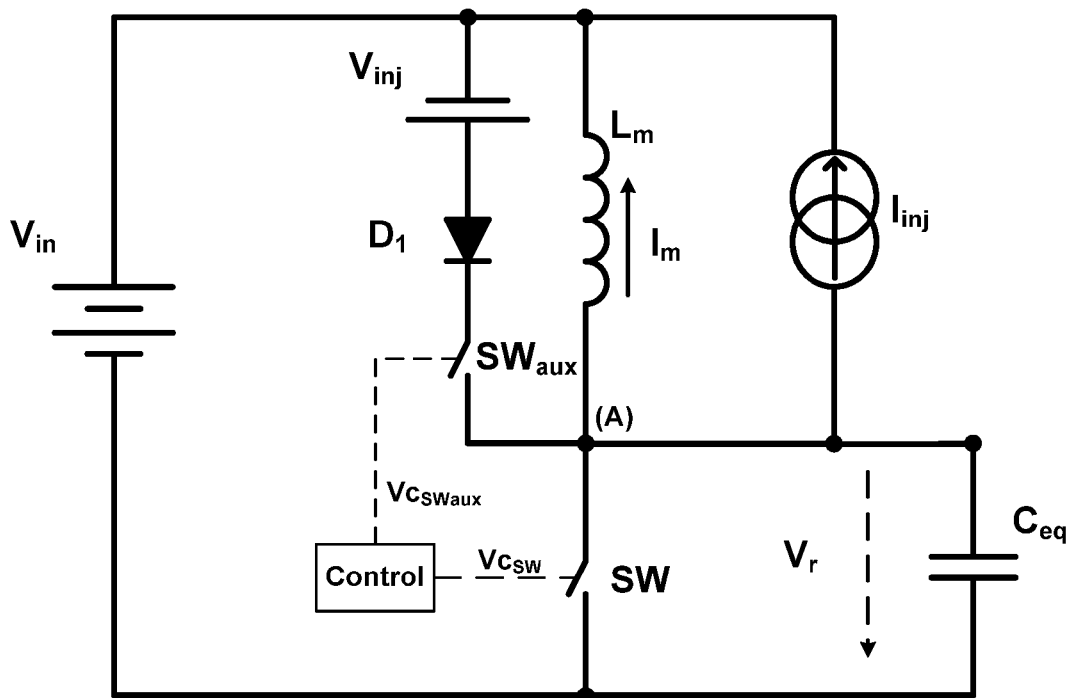 Vinj
Lm
Vin
D1
Im
Iinj
SWaux
(A)
VcSWaux
Ceq
Vr
VcSW
Control
SW